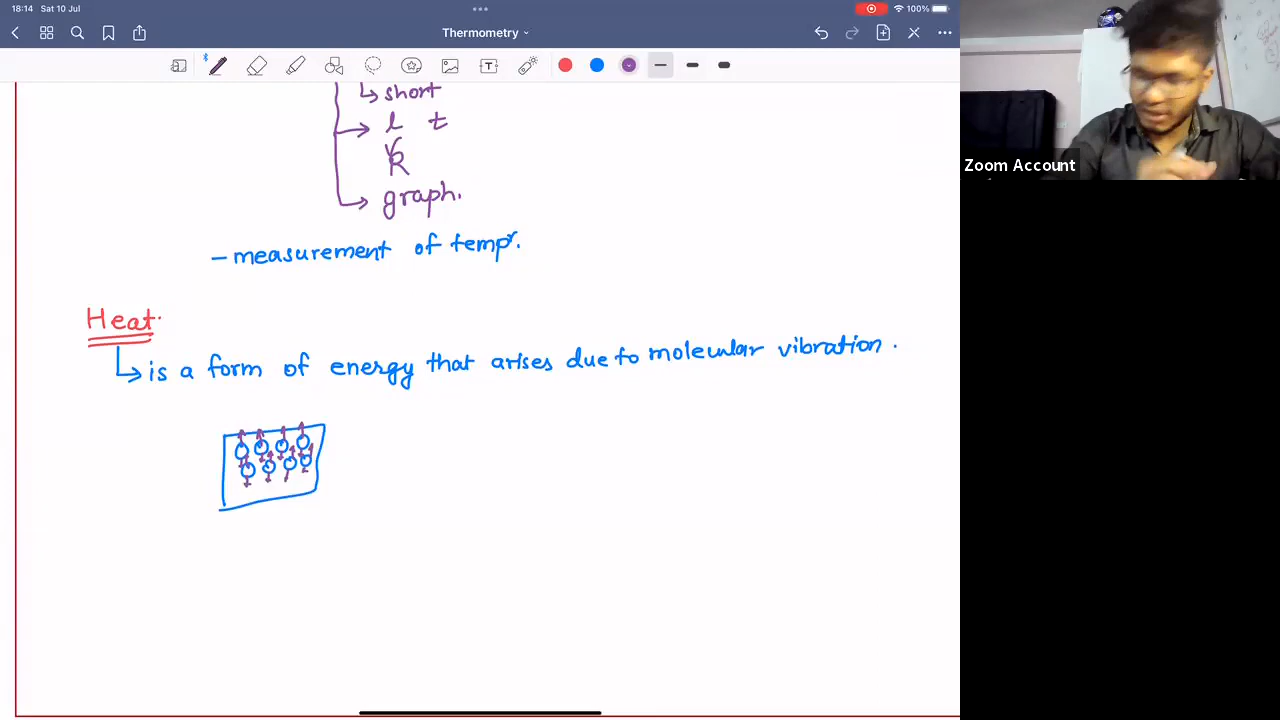 18:14 Sat 10 Jul
100%
Thermometry
T
short
l t
R
graph.
- measurement of tempr.
Zoom Account
Heat.
is a form of energy that arises due to molecular vibration.